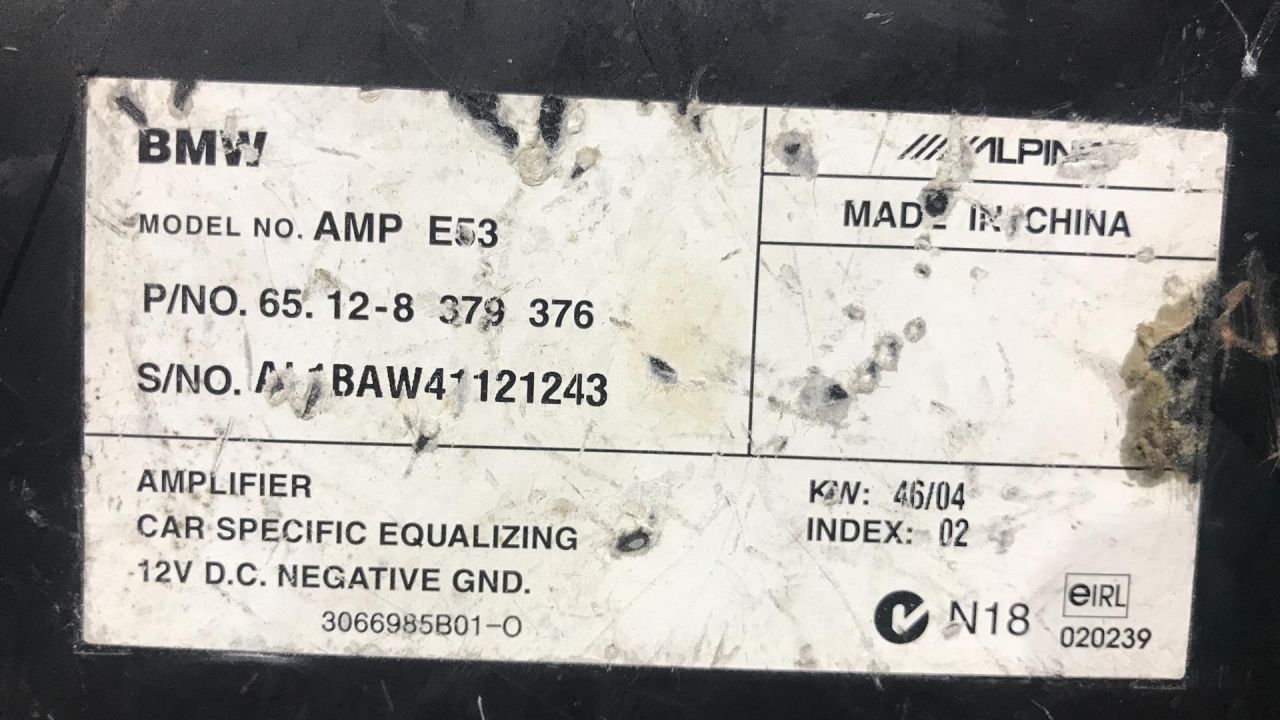 BMW
MODEL NO. AMP E53
P/NO. 65. 12-8 379 376
S/NO.
ALPINE
MADE IN CHINA
AMPLIFIER
CAR SPECIFIC EQUALIZING
12V D.C. NEGATIVE GND.
3066985B01-O
KW: 46/04
INDEX: 02
N18
eIRL
020239